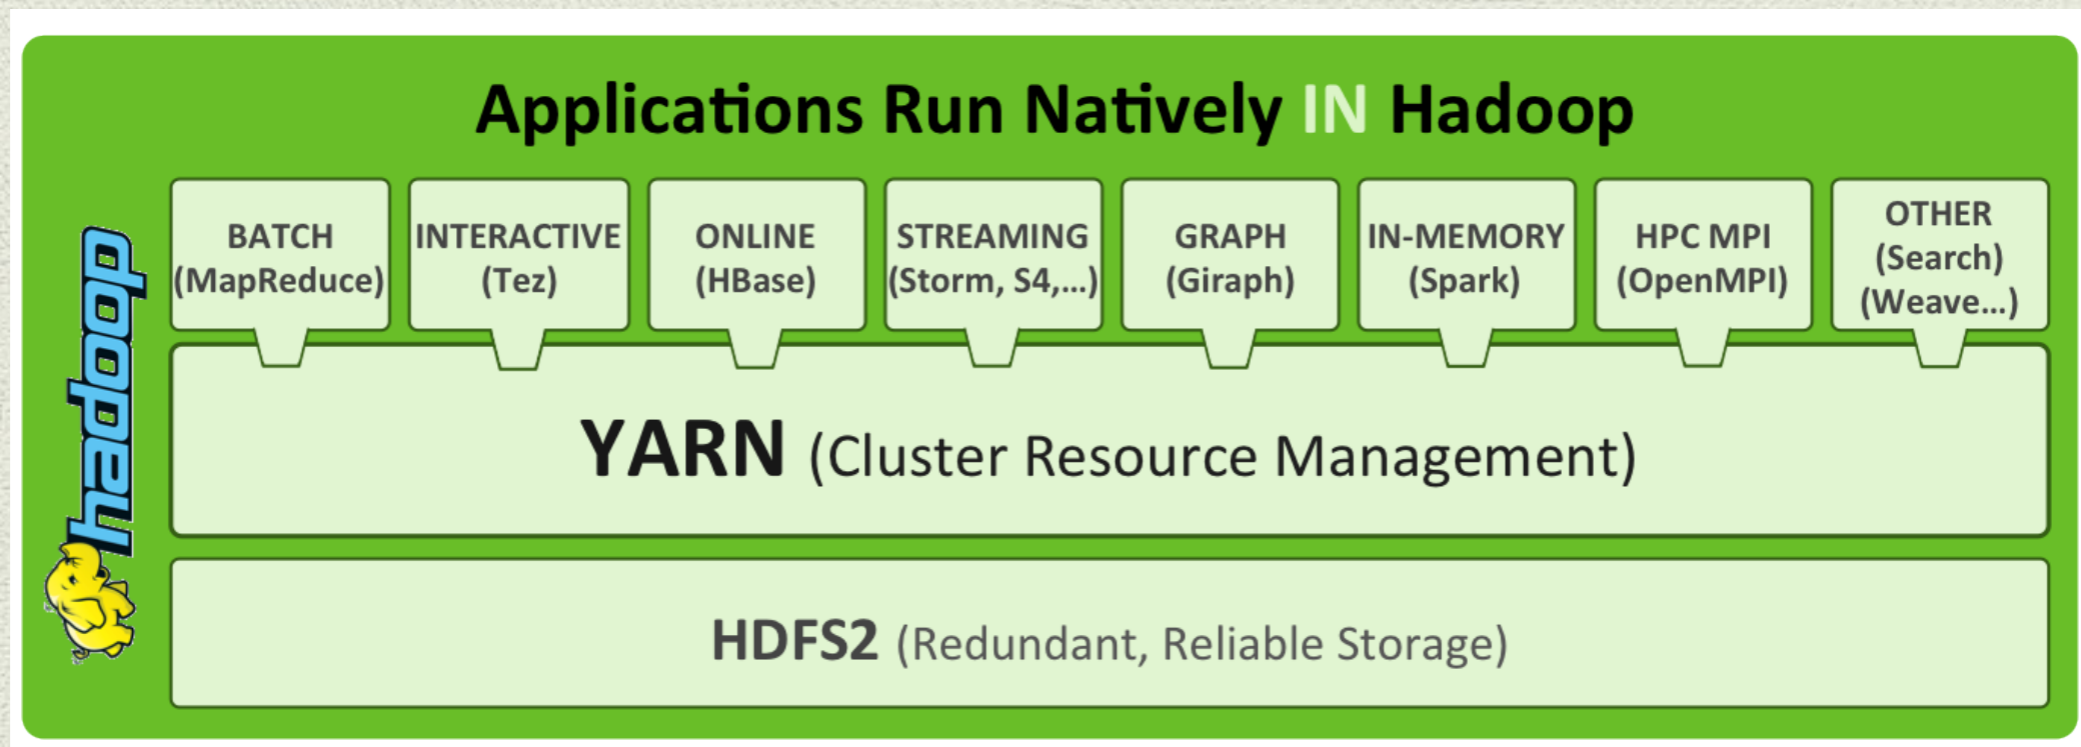 Applications Run Natively IN Hadoop
hadoop
BATCH
(MapReduce)
INTERACTIVE
(Tez)
ONLINE
(HBase)
STREAMING
(Storm, S4,...)
GRAPH
(Giraph)
IN-MEMORY
(Spark)
HPC MPI
(OpenMPI)
OTHER
(Search)
(Weave...)
YARN (Cluster Resource Management)
HDFS2 (Redundant, Reliable Storage)